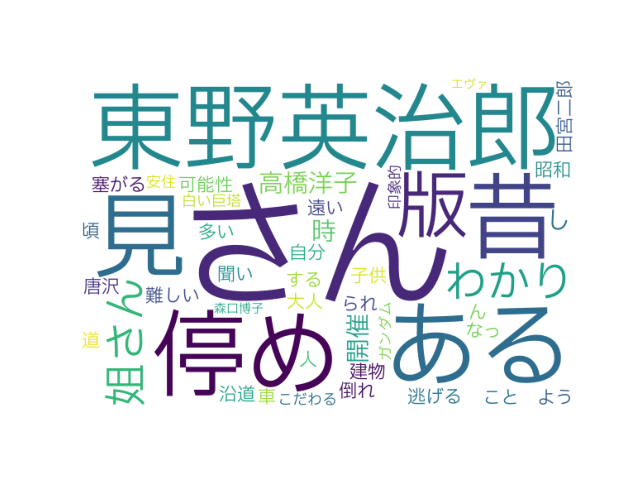 エヴァ
東野英治郎
田宮二郎
塞がる
安住
可能性
高橋洋子
印象的
版
昭和
白い巨塔
遠い
昔
見
さん
頃
多い
時
し
自分
わかり
聞い
唐沢
難しい
する
子供
大人
られ
姐さん
森口博子
停め
ある
開催
ガンダム
ん
なっ
道
人
建物
沿道
車
こだわる
倒れ
逃げる
こと
よう